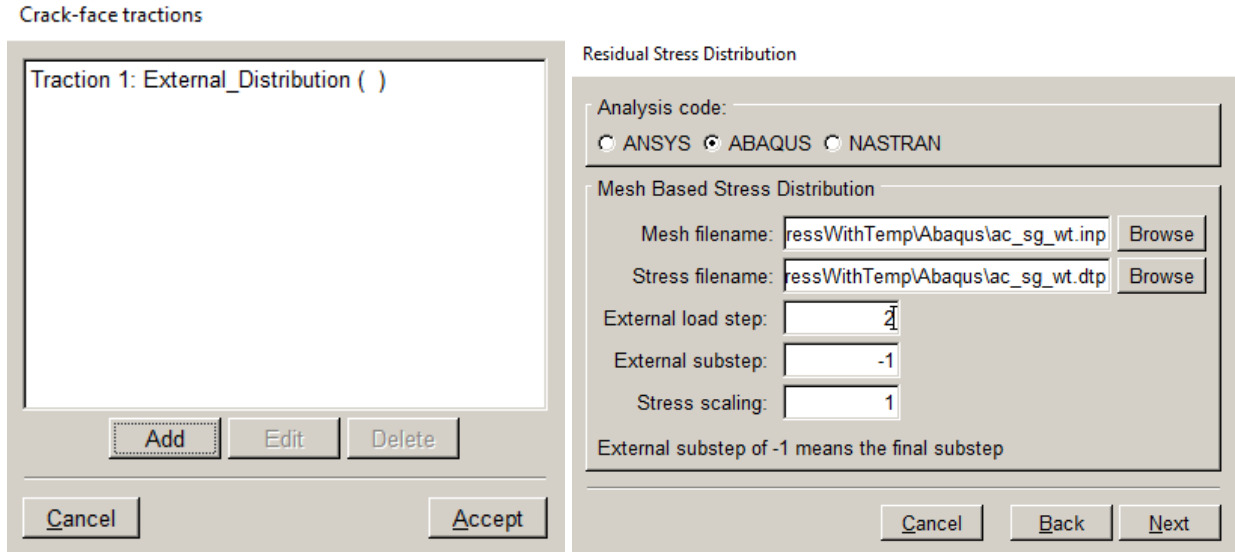 Crack-face tractions
Traction 1: External_Distribution ( )
Add
Edit
Delete
Cancel
Accept
Residual Stress Distribution
Analysis code:
ANSYS ABAQUS NASTRAN
Mesh Based Stress Distribution
Mesh filename: ressWithTemp\Abaqus\ac_sg_wt.inp Browse
Stress filename: ressWithTemp\Abaqus\ac_sg_wt.dtp Browse
External load step: 2
External substep: -1
Stress scaling: 1
External substep of -1 means the final substep
Cancel
Back
Next